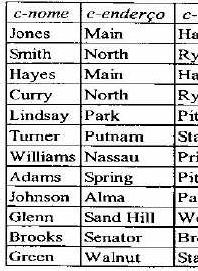 c-nome c-enderço c-
Jones Main Ha
Smith North Ry
Hayes Main Ha
Curry North Ry
Lindsay Park Pit
Turner Putnam Sta
Williams Nassau Pri
Adams Spring Pit
Johnson Alma Pa
Glenn Sand Hill Wo
Brooks Senator Bro
Green Walnut Sta